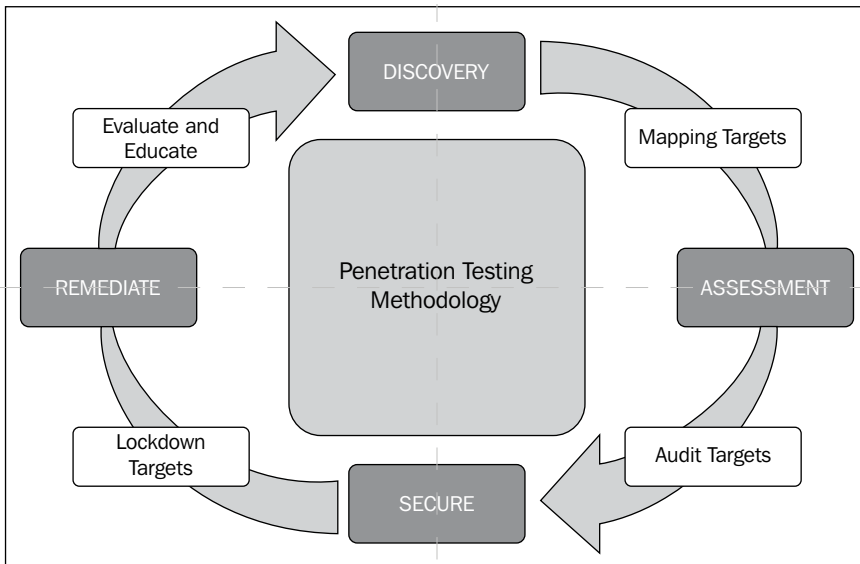 DISCOVERY
Evaluate and
Educate
Mapping Targets
Penetration Testing
Methodology
REMEDIATE
ASSESSMENT
Lockdown
Targets
Audit Targets
SECURE